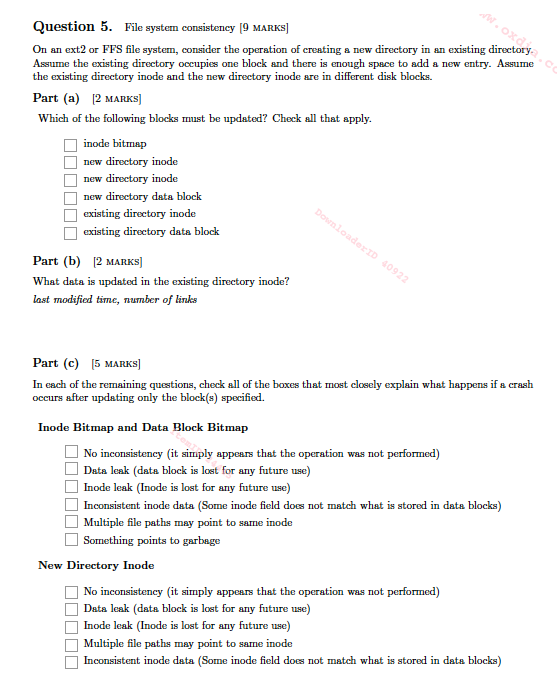 Question 5. File system consistency [9 MARKS]
On an ext2 or FFS file system, consider the operation of creating a new directory in an existing directory.
Assume the existing directory occupies one block and there is enough space to add a new entry. Assume
the existing directory inode and the new directory inode are in different disk blocks.
Part (a) [2 MARKS]
Which of the following blocks must be updated? Check all that apply.
inode bitmap
new directory inode
new directory inode
new directory data block
existing directory inode
existing directory data block
DownloaderID 40922
Part (b) [2 MARKS]
What data is updated in the existing directory inode?
last modified time, number of links
Part (c) [5 MARKS]
In each of the remaining questions, check all of the boxes that most closely explain what happens if a crash
occurs after updating only the block(s) specified.
Inode Bitmap and Data Block Bitmap
No inconsistency (it simply appears that the operation was not performed)
Data leak (data block is lost for any future use)
Inode leak (Inode is lost for any future use)
Inconsistent inode data (Some inode field does not match what is stored in data blocks)
Multiple file paths may point to same inode
Something points to garbage
New Directory Inode
No inconsistency (it simply appears that the operation was not performed)
Data leak (data block is lost for any future use)
Inode leak (Inode is lost for any future use)
Multiple file paths may point to same inode
Inconsistent inode data (Some inode field does not match what is stored in data blocks)